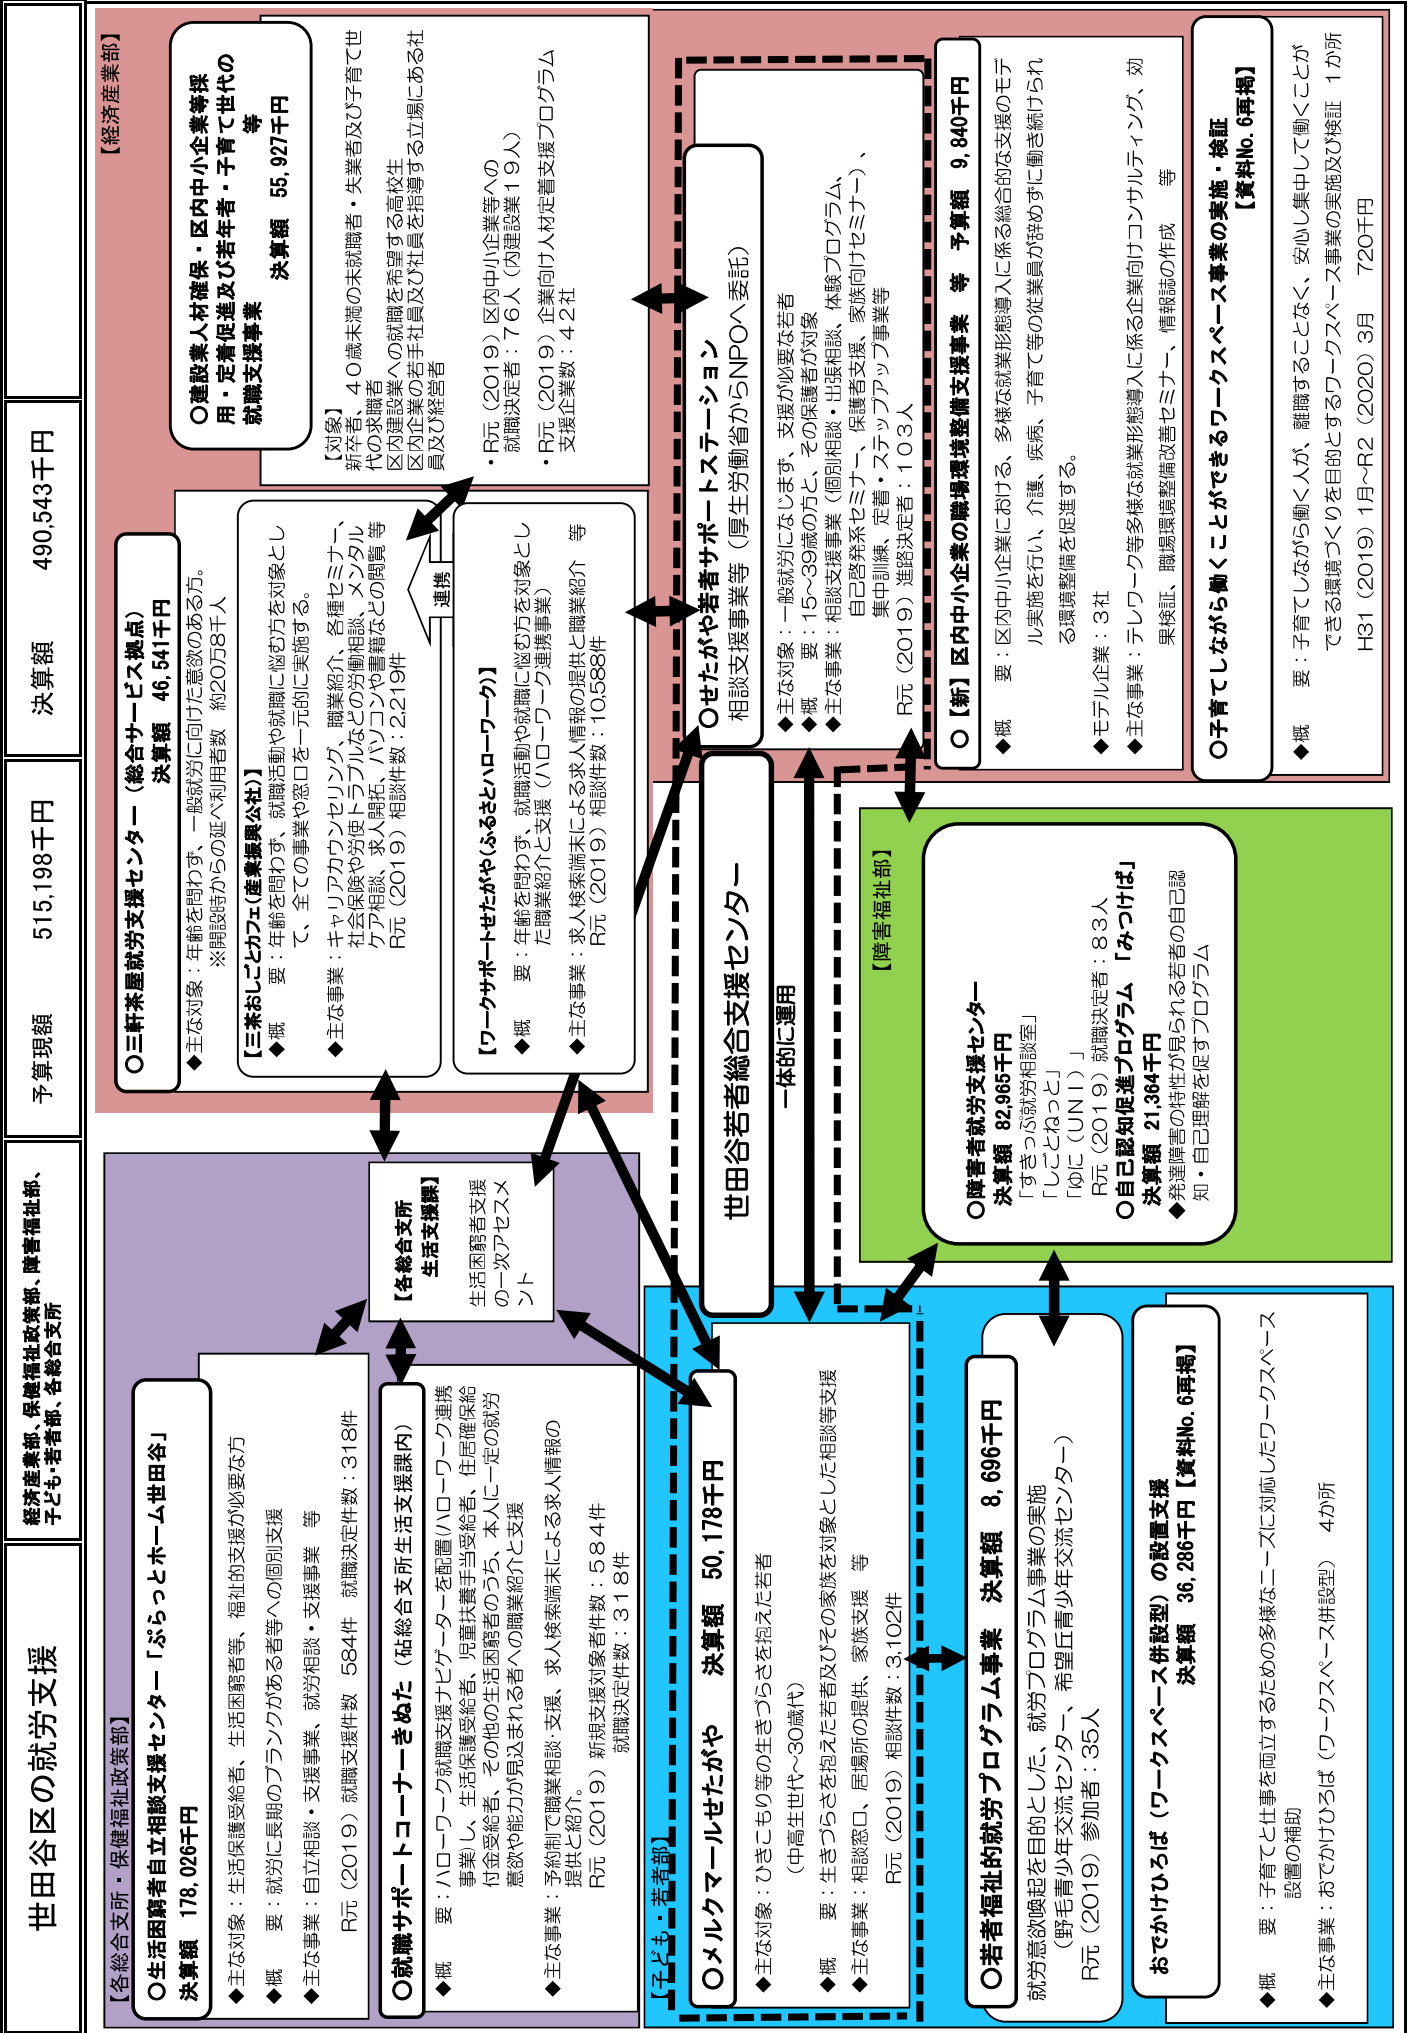 世田谷区の就労支援
経済産業部、保健福祉政策部、障害福祉部、
子ども・若者部、各総合支所
予算現額　515,198千円
決算額　490,543千円
【各総合支所・保健福祉政策部】
〇生活困窮者自立相談支援センター「ぷらっとホーム世田谷」
決算額　178,026千円
◆主な対象：生活保護受給者、生活困窮者等、福祉的支援が必要な方
◆概　　要：就労に長期のブランクがある者等への個別支援
◆主な事業：自立相談・支援事業、就労相談・支援事業　等
R元（2019）就職支援件数　584件　就職決定件数：318件
〇就職サポートコーナーきぬた（砧総合支所生活支援課内）
◆概　　要：ハローワーク就職支援ナビゲーターを配置(ハローワーク連携
事業)し、生活保護受給者、児童扶養手当受給者、住居確保給
付金受給者、その他の生活困窮者のうち、本人に一定の就労
意欲や能力が見込まれる者への職業紹介と支援
◆主な事業：予約制で職業相談 支援、求人検索端末による求人情報の
提供と紹介。
R元（2019）新規支援対象者件数：５８４件
就職決定件数：３１８件
【各総合支所
生活支援課】
生活困窮者支援
の一次アセスメ
ント
【経済産業部】
〇三軒茶屋就労支援センター（総合サービス拠点）
決算額　46,541千円
◆主な対象：年齢を問わず、一般就労に向けた意欲のある方。
※開設時からの延べ利用者数　約20万8千人
【三茶おしごとカフェ(産業振興公社)】
◆概　　要：年齢を問わず、就職活動や就職に悩む方を対象とし
て、全ての事業や窓口を一元的に実施する。
◆主な事業：キャリアカウンセリング、職業紹介、各種セミナー、
社会保険や労使トラブルなどの労働相談、メンタル
ケア相談、求人開拓、パソコンや書籍などの閲覧 等
R元（2019）相談件数：2,219件
連携
【ワークサポートせたがや(ふるさとハローワーク)】
◆概　　要：年齢を問わず、就職活動や就職に悩む方を対象とし
た職業紹介と支援（ハローワーク連携事業）
◆主な事業：求人検索端末による求人情報の提供と職業紹介　等
R元（2019）相談件数：10,588件
〇建設業人材確保・区内中小企業等採
用・定着促進及び若年者・子育て世代の
就職支援事業　　　　　　等
決算額　55,927千円
【対象】
新卒者、４０歳未満の未就職者・失業者及び子育て世
代の求職者
区内建設業への就職を希望する高校生
区内企業の若手社員及び社員を指導する立場にある社
員及び経営者
・R元（2019）区内中小企業等への
就職決定者：７６人（内建設業１９人）
・R元（2019）企業向け人材定着支援プログラム
支援企業数：４２社
世田谷若者総合支援センター
一体的に運用
〇せたがや若者サポートステーション
相談支援事業等（厚生労働省からNPOへ委託）
◆主な対象：一般就労になじまず、支援が必要な若者
◆概　　要：15～39歳の方と、その保護者が対象
◆主な事業：相談支援事業（個別相談・出張相談、体験プログラム、
自己啓発系セミナー、保護者支援、家族向けセミナー）、
集中訓練、定着・ステップアップ事業等
R元（2019）進路決定者：１０３人
〇【新】区内中小企業の職場環境整備支援事業　等　予算額　9,840千円
◆概　　要：区内中小企業における、多様な就業形態導入に係る総合的な支援のモデ
ル実施を行い、介護、疾病、子育て等の従業員が辞めずに働き続けられ
る環境整備を促進する。
◆モデル企業：３社
◆主な事業：テレワーク等多様な就業形態導入に係る企業向けコンサルティング、効
果検証、職場環境整備改善セミナー、情報誌の作成　　等
〇子育てしながら働くことができるワークスペース事業の実施・検証
【資料No.6再掲】
◆概　　要：子育てしながら働く人が、離職することなく、安心し集中して働くことが
できる環境づくりを目的とするワークスペース事業の実施及び検証　１か所
H31（2019）1月～R2（2020）3月　　720千円
【子ども・若者部】
〇メルクマールせたがや　決算額　50,178千円
◆主な対象：ひきこもり等の生きづらさを抱えた若者
（中高生世代～30歳代）
◆概　　要：生きづらさを抱えた若者及びその家族を対象とした相談等支援
◆主な事業：相談窓口、居場所の提供、家族支援　等
R元（2019）相談件数：3,102件
〇若者福祉的就労プログラム事業　決算額　8,696千円
就労意欲喚起を目的とした、就労プログラム事業の実施
（野毛青少年交流センター、希望丘青少年交流センター）
R元（2019）参加者：35人
おでかけひろば（ワークスペース併設型）の設置支援
決算額　36,286千円【資料No.6再掲】
◆概　　要：子育てと仕事を両立するための多様なニーズに対応したワークスペース
設置の補助
◆主な事業：おでかけひろば（ワークスペース併設型）　4か所
【障害福祉部】
〇障害者就労支援センター
決算額　82,965千円
「すきっぷ就労相談室」
「しごとねっと」
「ゆに（ＵＮＩ）」
R元（2019）就職決定者：８３人
〇自己認知促進プログラム「みつけば」
決算額　21,364千円
◆発達障害の特性が見られる若者の自己認
知・自己理解を促すプログラム